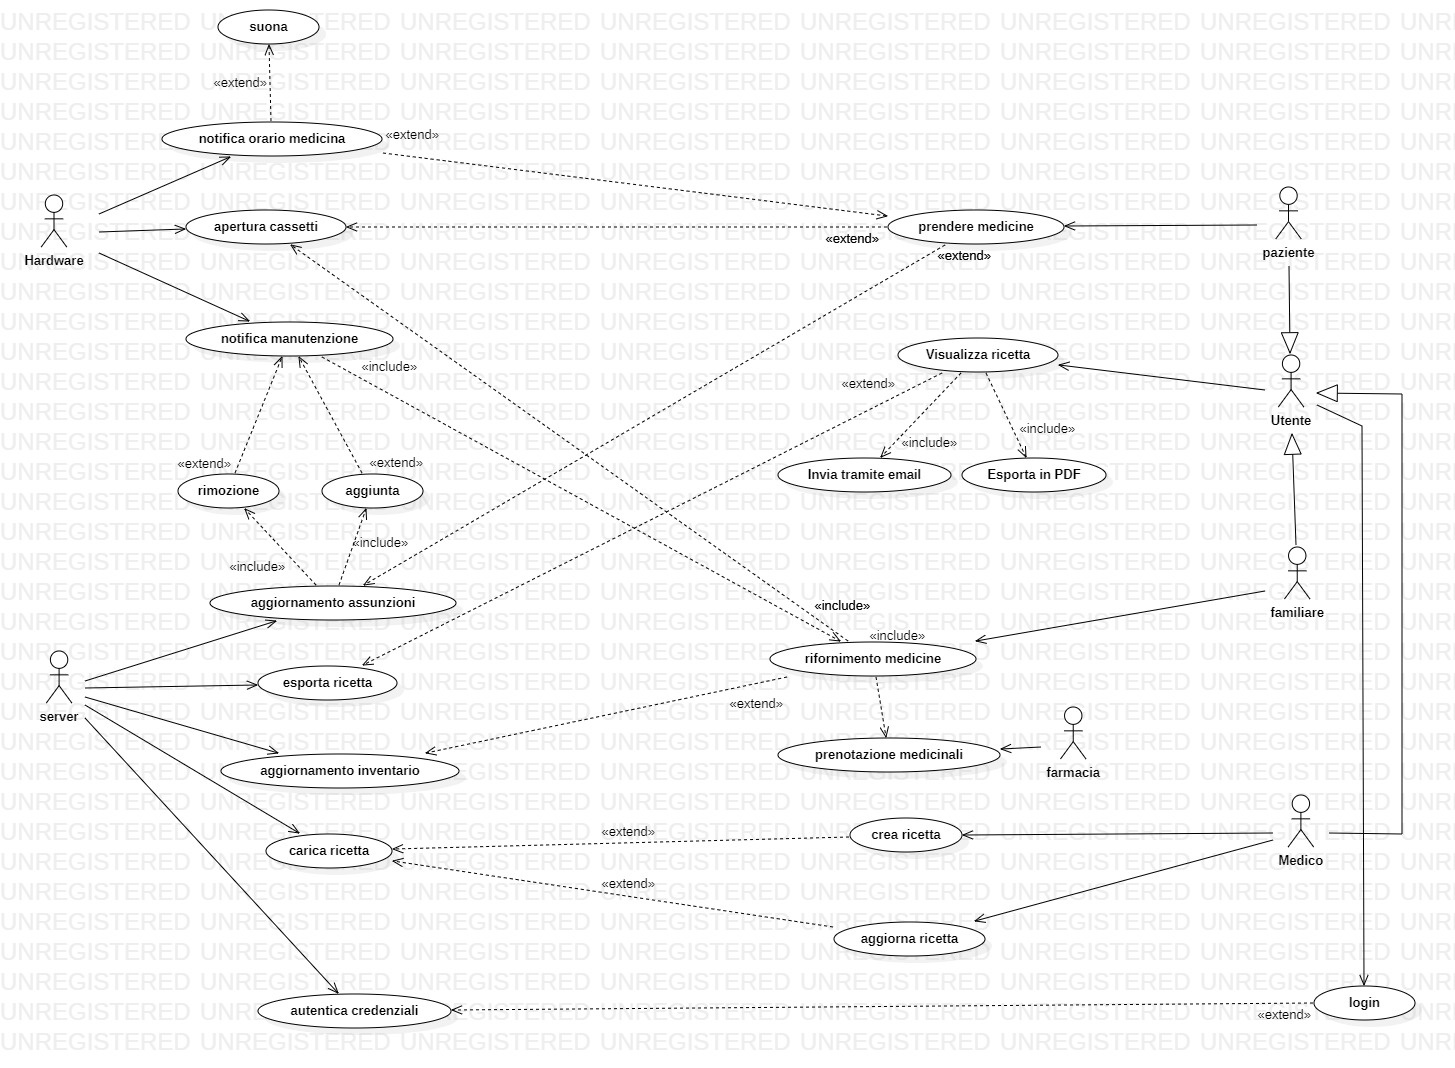 suona
«extend»
notifica orario medicina
«extend»
Hardware
apertura cassetti
«extend»
prendere medicine
«extend»
paziente
notifica manutenzione
«include»
Visualizza ricetta
«extend»
«include»
«include»
Utente
«extend»
«extend»
rimozione
aggiunta
Invia tramite email
Esporta in PDF
«include»
«include»
aggiornamento assunzioni
«include»
«include»
familiare
rifornimento medicine
server
esporta ricetta
«extend»
aggiornamento inventario
prenotazione medicinali
farmacia
carica ricetta
«extend»
crea ricetta
Medico
«extend»
aggiorna ricetta
autentica credenziali
«extend»
login
UNREGISTERED